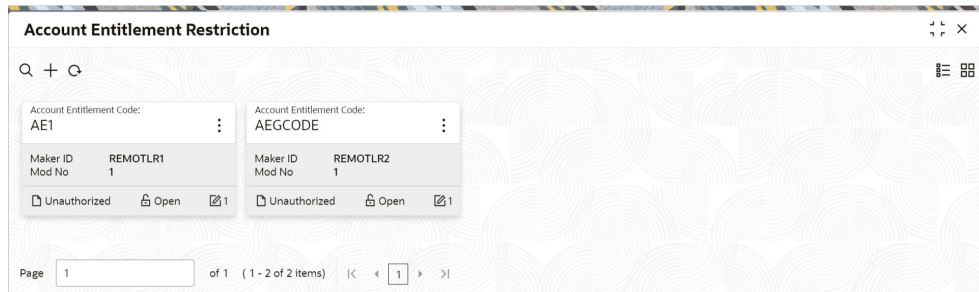 Account Entitlement Restriction
Account Entitlement Code:
AE1
Maker ID REMOTLR1
Mod No 1
Unauthorized Open 1
Account Entitlement Code:
AEGCODE
Maker ID REMOTLR2
Mod No 1
Unauthorized Open 1
Page 1 of 1 ( 1 - 2 of 2 items) 1